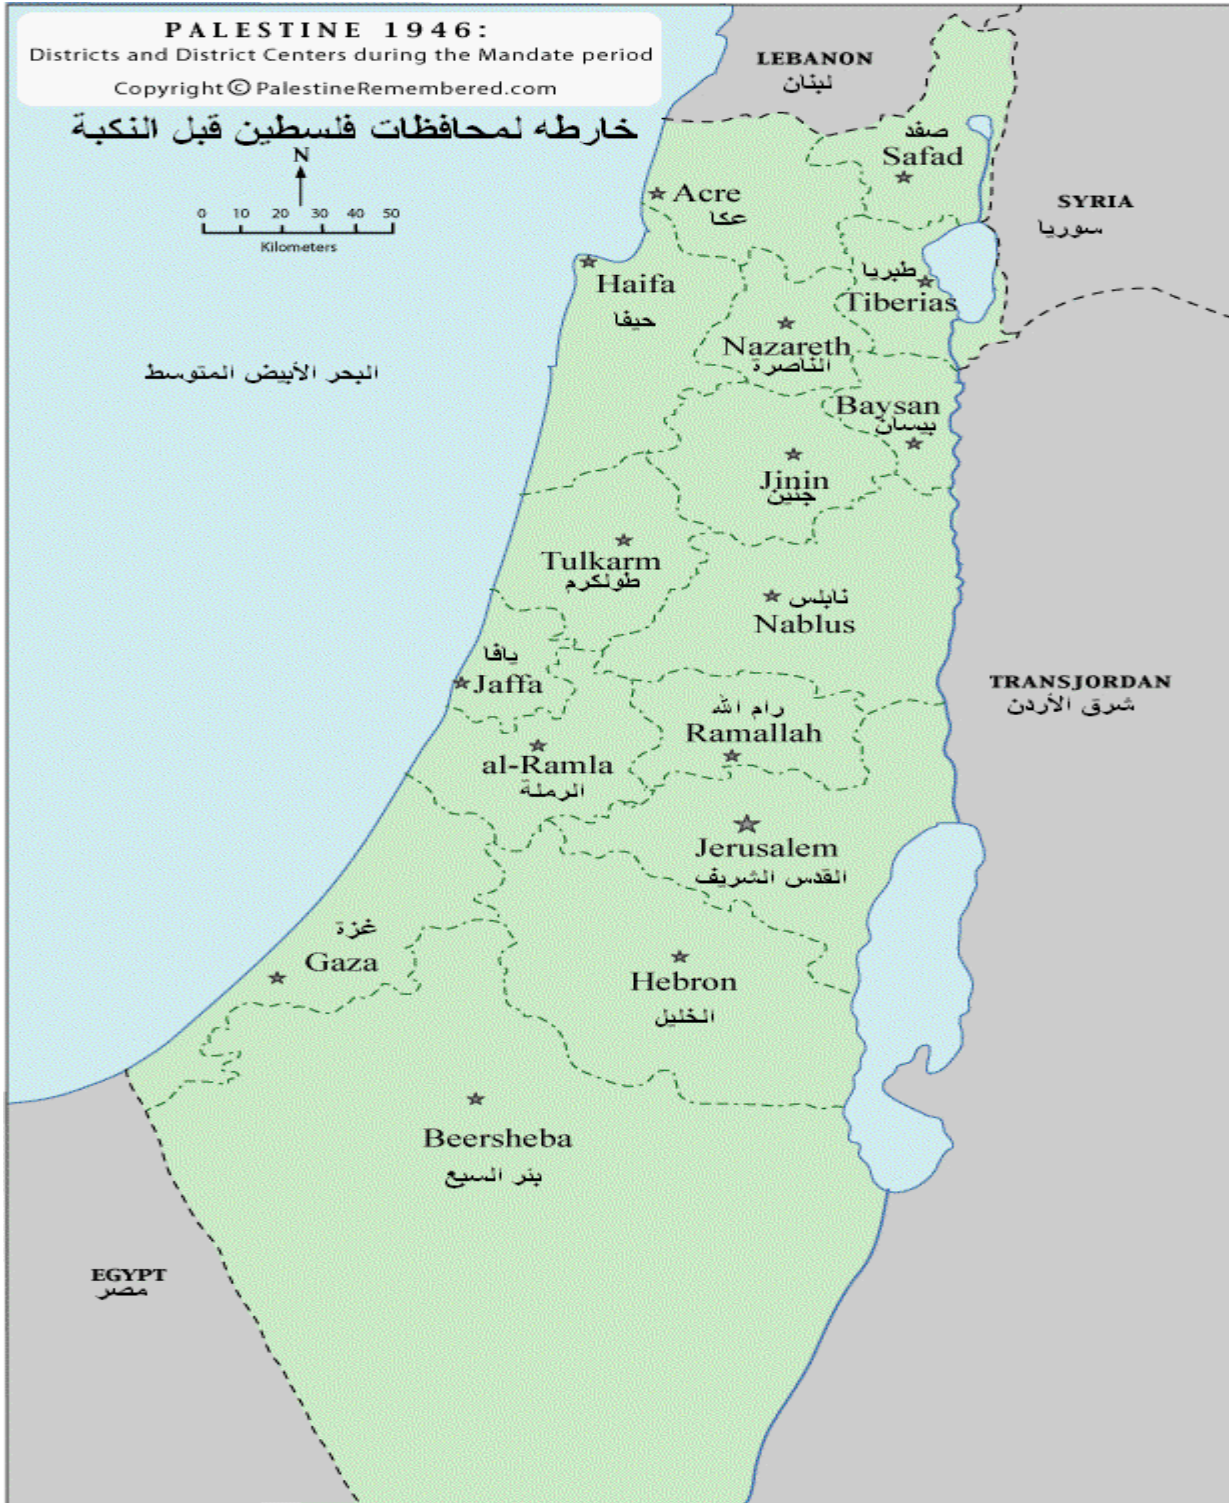 PALESTINE 1946:
Districts and District Centers during the Mandate period
Copyright © PalestineRemembered.com
خارطه لمحافظات فلسطين قبل النكبة
N
0 10 20 30 40 50
Kilometers
LEBANON
لبنان
صفد
Safad
SYRIA
سوريا
Acre
عكا
Haifa
حيفا
طبريا
Tiberias
Nazareth
الناصرة
البحر الأبيض المتوسط
Baysan
بيسان
Jinin
جنين
Tulkarm
طولكرم
نابلس
Nablus
يافا
Jaffa
TRANSJORDAN
شرق الأردن
رام الله
Ramallah
al-Ramla
الرملة
Jerusalem
القدس الشريف
غزة
Gaza
Hebron
الخليل
Beersheba
بئر السبع
EGYPT
مصر